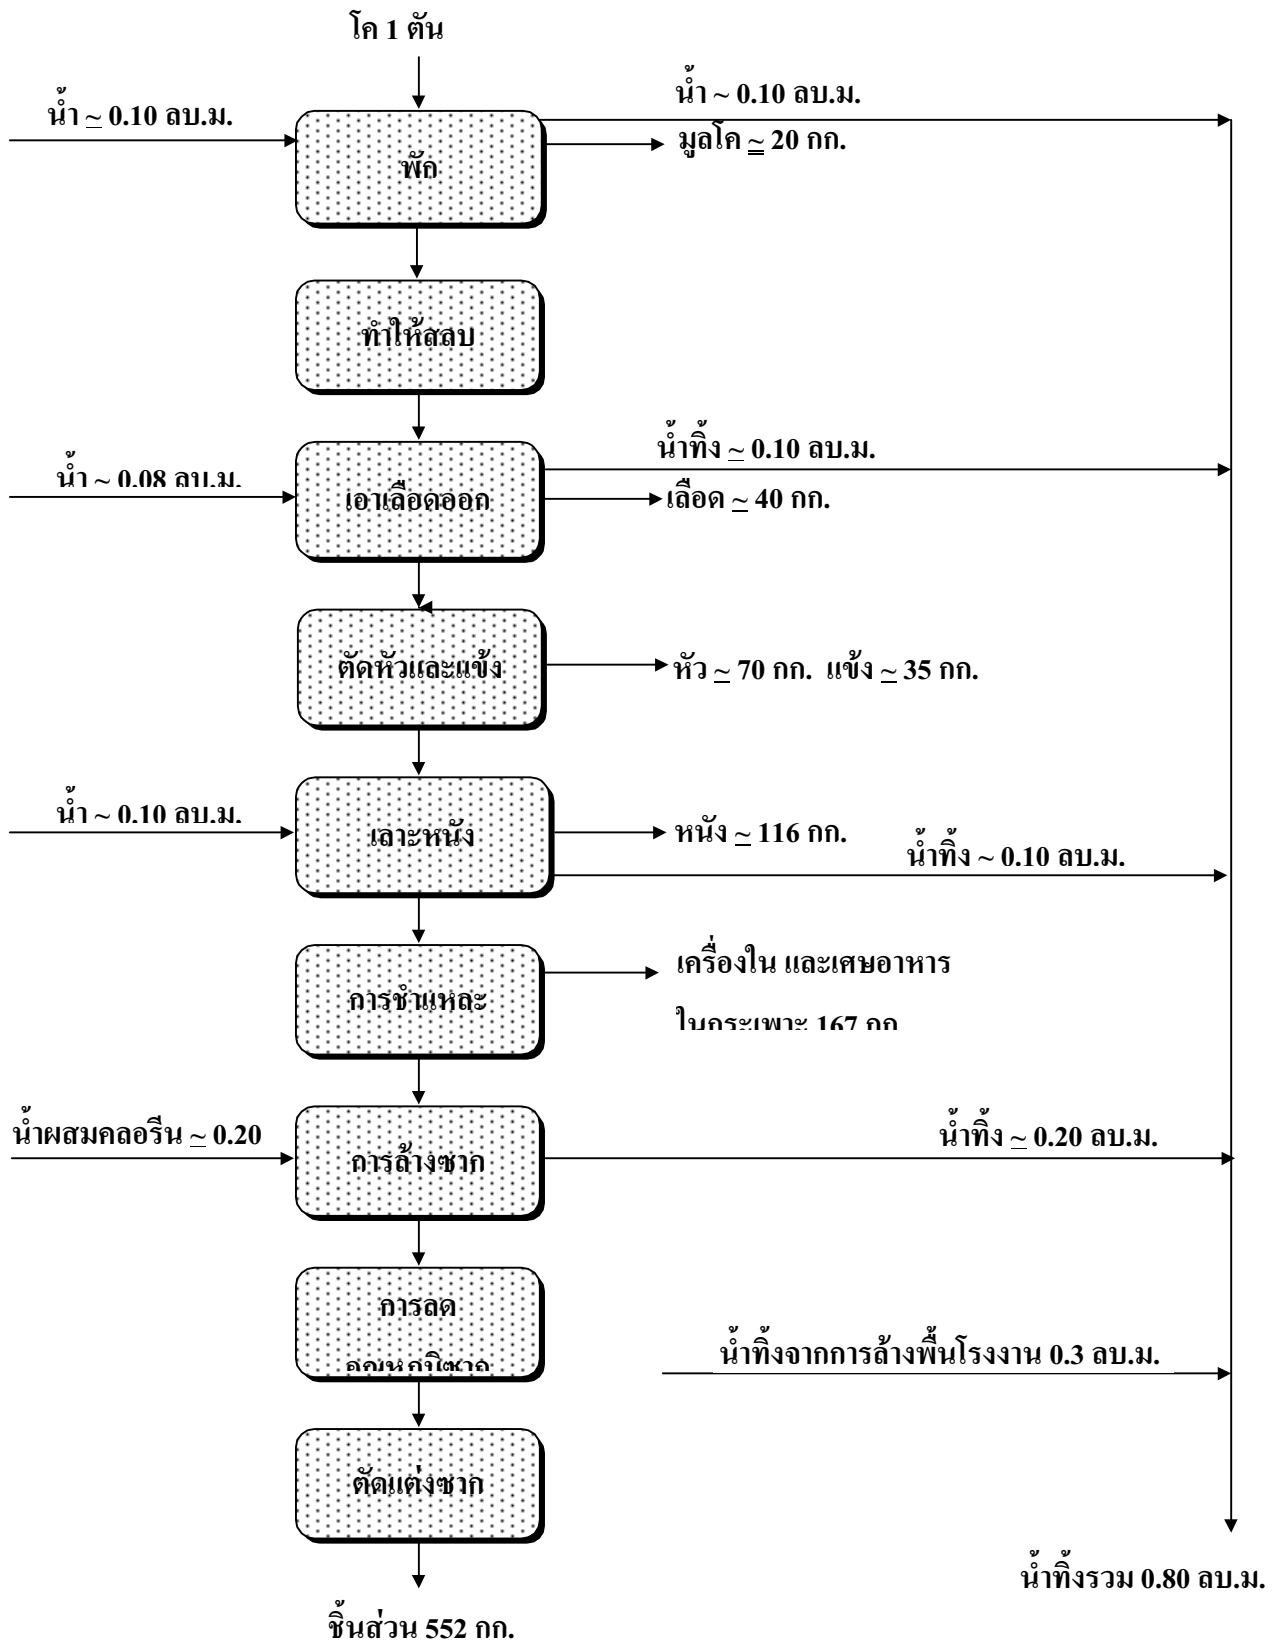 โค 1 ตัน
น้ำ ~ 0.10 ลบ.ม.
น้ำ ~ 0.10 ลบ.ม.
มูลโค ~ 20 กก.
พัก
ทำให้สลบ
น้ำทิ้ง ~ 0.10 ลบ.ม.
น้ำ ~ 0.08 ลบ.ม.
เอาเลือดออก
เลือด ~ 40 กก.
ตัดหัวและแข้ง
หัว ~ 70 กก. แข้ง ~ 35 กก.
น้ำ ~ 0.10 ลบ.ม.
เลาะหนัง
หนัง ~ 116 กก.
น้ำทิ้ง ~ 0.10 ลบ.ม.
เครื่องใน และเศษอาหาร
ในกระเพาะ 167 กก
การชำแหละ
น้ำผสมคลอรีน ~ 0.20
น้ำทิ้ง ~ 0.20 ลบ.ม.
การล้างซาก
การลด
อุณหภูมิซาก
น้ำทิ้งจากการล้างพื้นโรงงาน 0.3 ลบ.ม.
ตัดแต่งซาก
น้ำทิ้งรวม 0.80 ลบ.ม.
ชิ้นส่วน 552 กก.